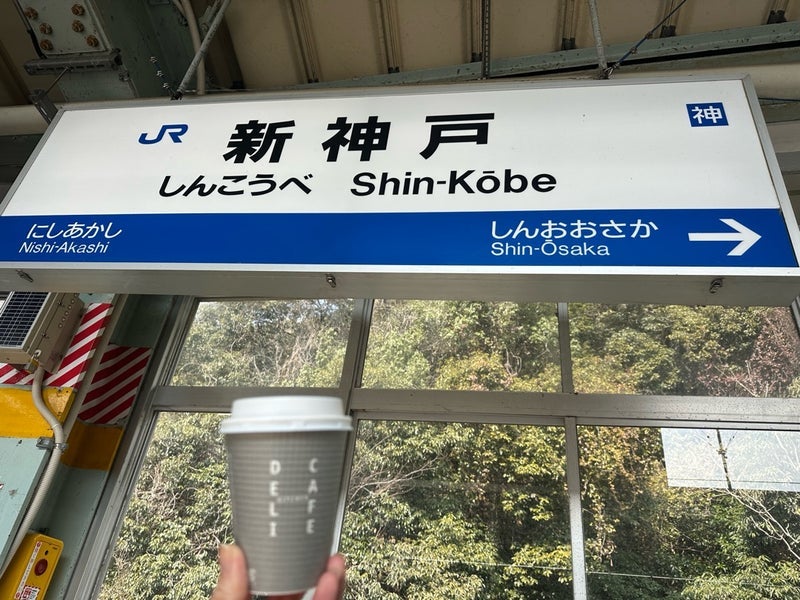 JR 新神戸 神
しんこうべ Shin-Kōbe
にしあかし しんおおさか →
Nishi-Akashi Shin-Ōsaka
DELI
KITCHEN
CAFE